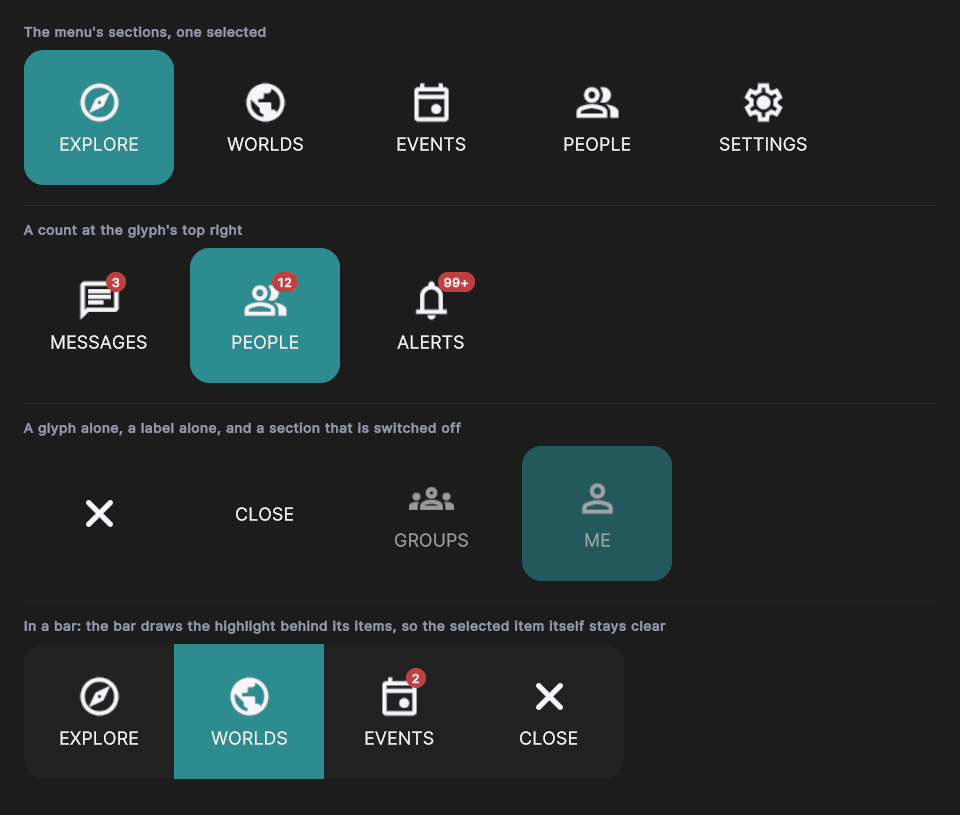 The menu's sections, one selected
EXPLORE WORLDS EVENTS PEOPLE SETTINGS
A count at the glyph's top right
3 12 99+
MESSAGES PEOPLE ALERTS
A glyph alone, a label alone, and a section that is switched off
CLOSE
GROUPS ME
In a bar: the bar draws the highlight behind its items, so the selected item itself stays clear
2
EXPLORE WORLDS EVENTS CLOSE